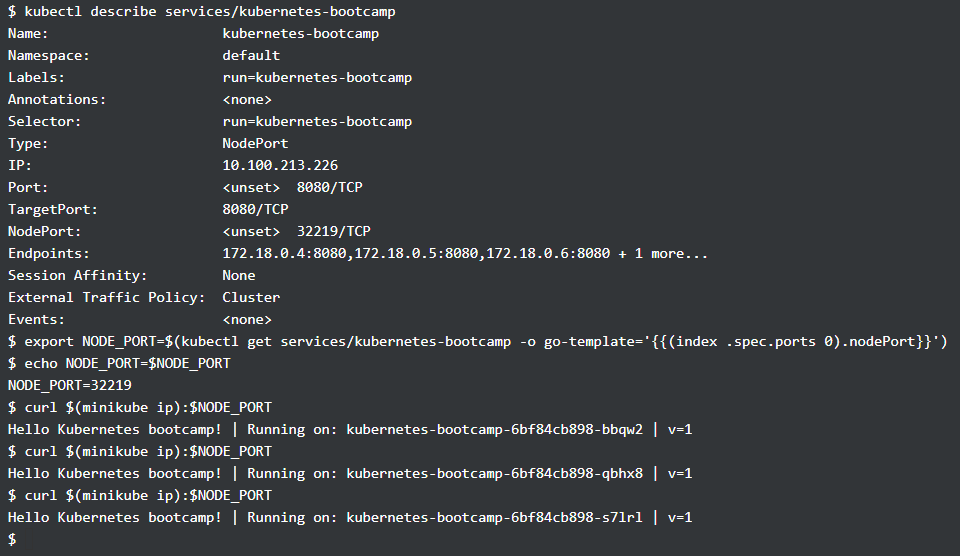 $ kubectl describe services/kubernetes-bootcamp
Name:                     kubernetes-bootcamp
Namespace:                default
Labels:                   run=kubernetes-bootcamp
Annotations:              <none>
Selector:                 run=kubernetes-bootcamp
Type:                     NodePort
IP:                       10.100.213.226
Port:                     <unset>  8080/TCP
TargetPort:               8080/TCP
NodePort:                 <unset>  32219/TCP
Endpoints:                172.18.0.4:8080,172.18.0.5:8080,172.18.0.6:8080 + 1 more...
Session Affinity:         None
External Traffic Policy:  Cluster
Events:                   <none>
$ export NODE_PORT=$(kubectl get services/kubernetes-bootcamp -o go-template='{{(index .spec.ports 0).nodePort}}')
$ echo NODE_PORT=$NODE_PORT
NODE_PORT=32219
$ curl $(minikube ip):$NODE_PORT
Hello Kubernetes bootcamp! | Running on: kubernetes-bootcamp-6bf84cb898-bbqw2 | v=1
$ curl $(minikube ip):$NODE_PORT
Hello Kubernetes bootcamp! | Running on: kubernetes-bootcamp-6bf84cb898-qbhx8 | v=1
$ curl $(minikube ip):$NODE_PORT
Hello Kubernetes bootcamp! | Running on: kubernetes-bootcamp-6bf84cb898-s7lrl | v=1
$